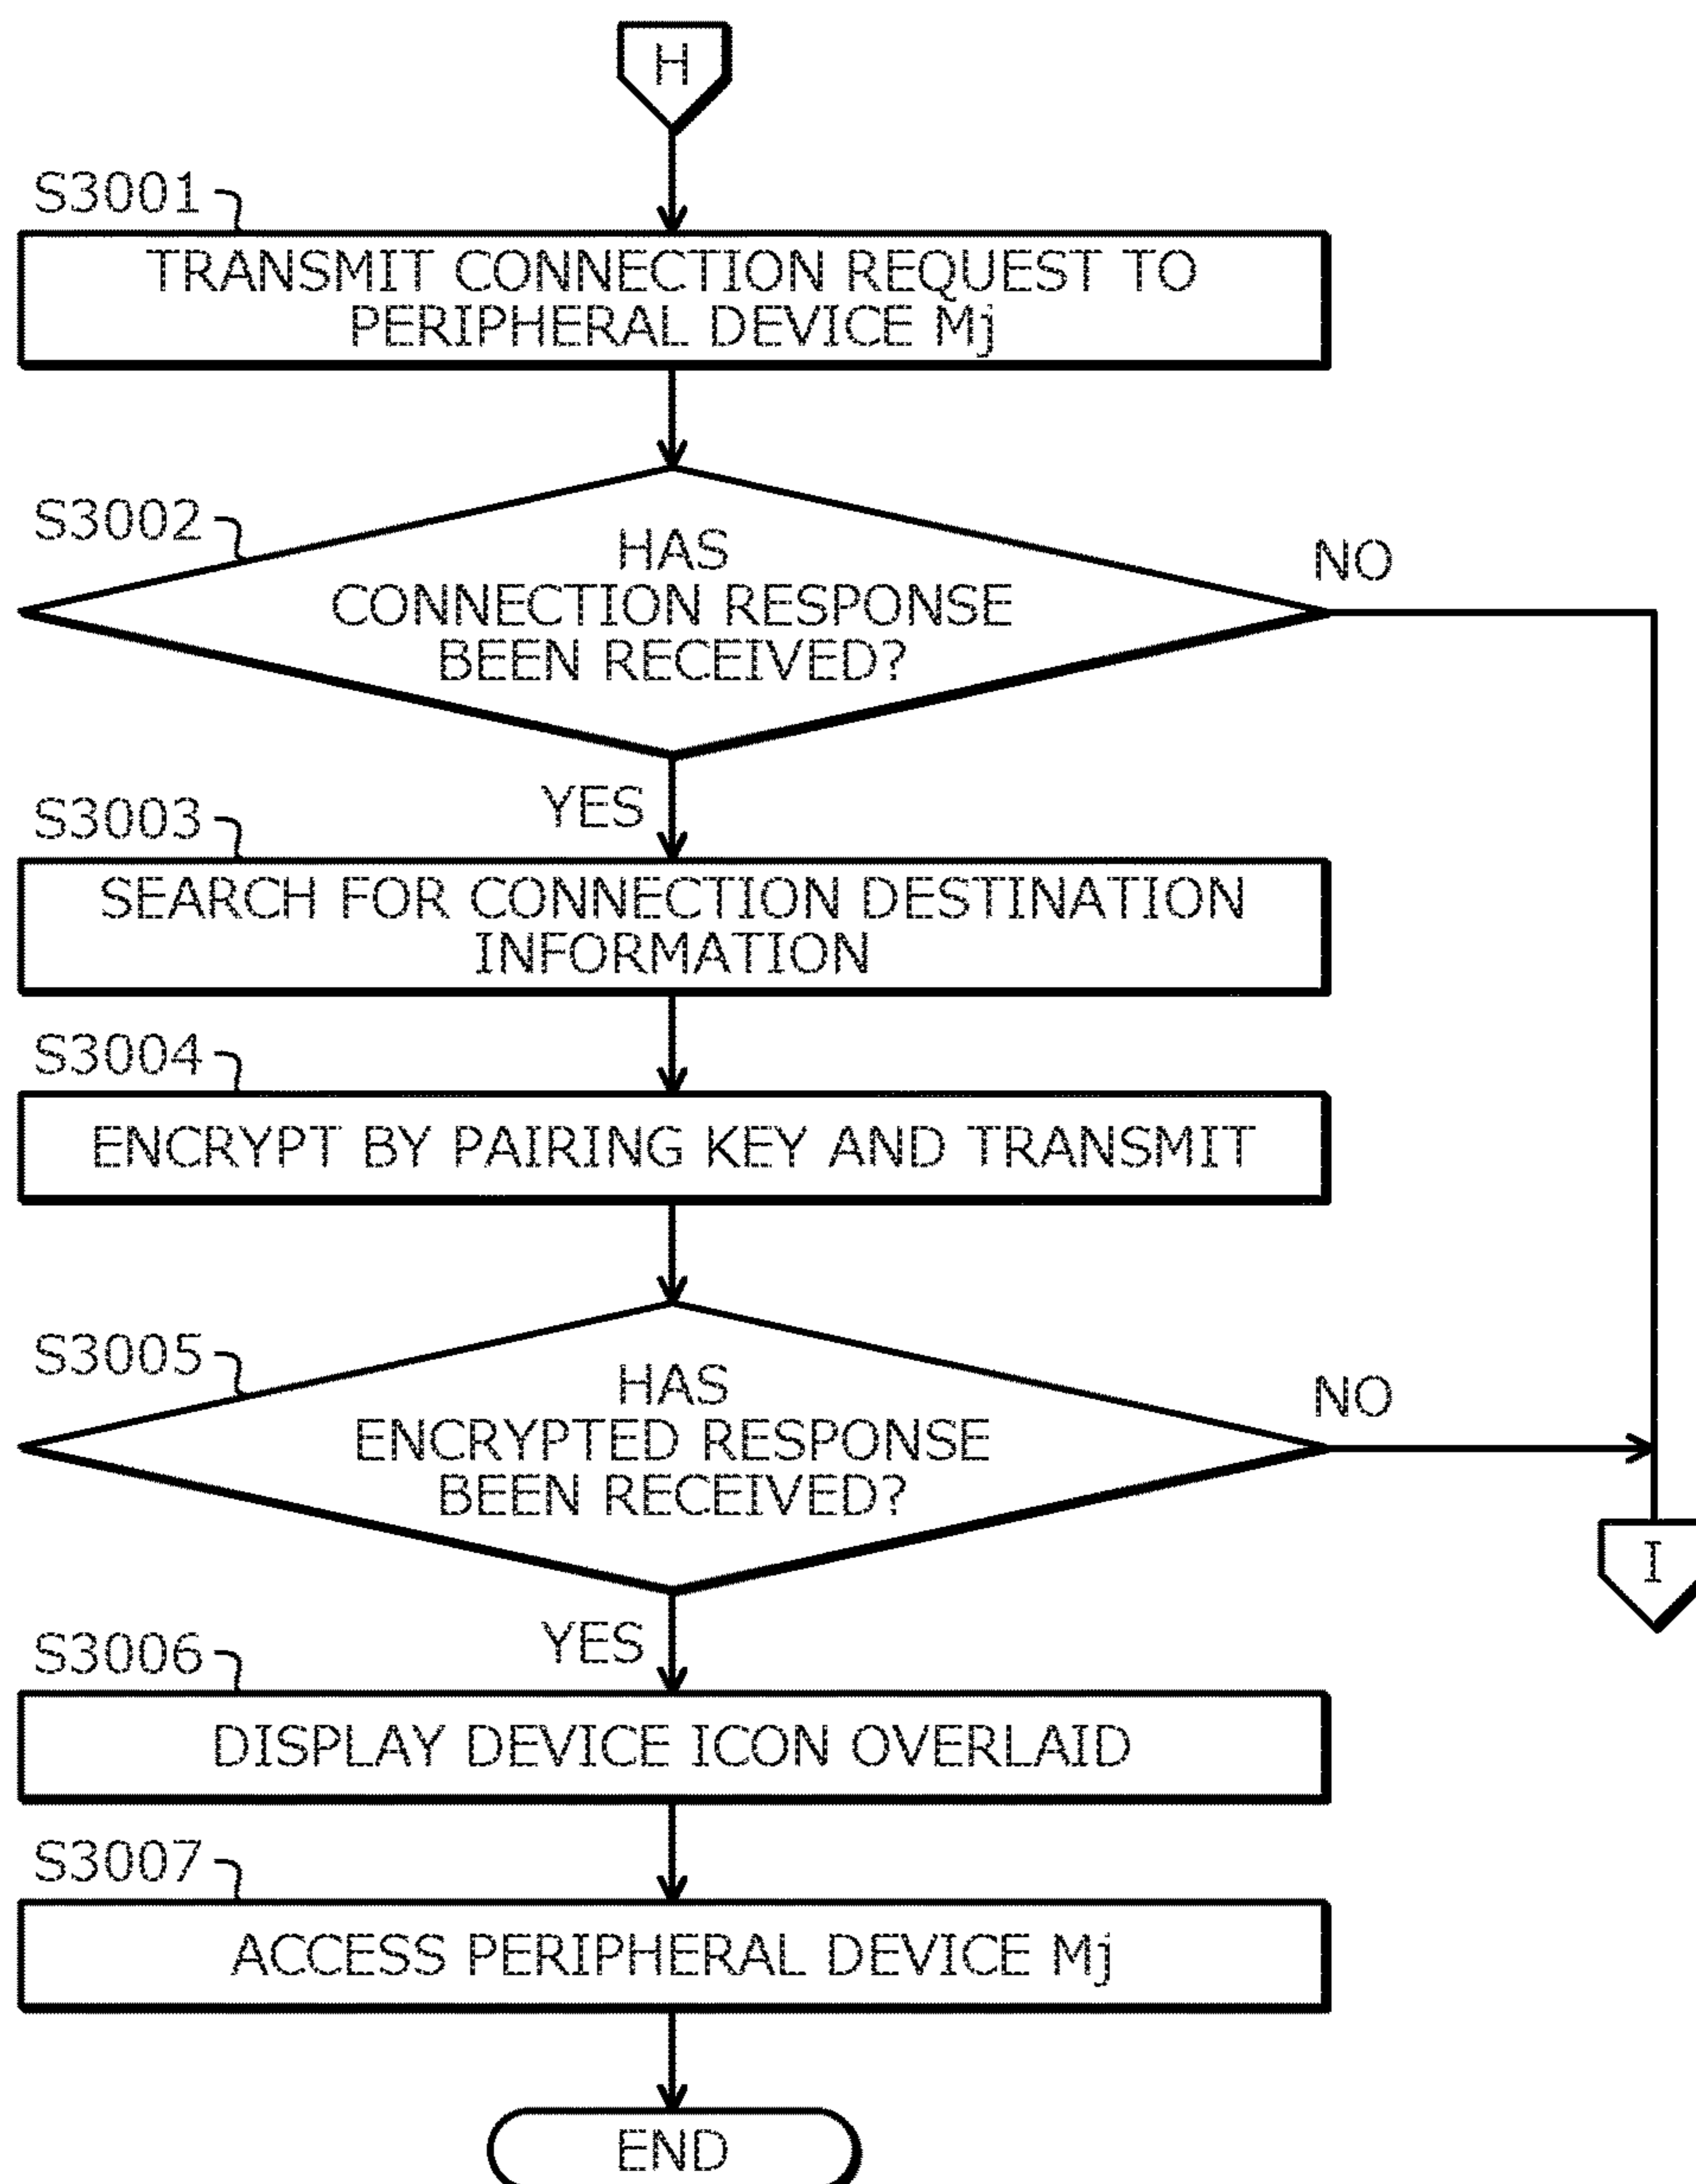 H
S3001
TRANSMIT CONNECTION REQUEST TO
PERIPHERAL DEVICE Mj
S3002
HAS
CONNECTION RESPONSE
BEEN RECEIVED?
NO
YES
S3003
SEARCH FOR CONNECTION DESTINATION
INFORMATION
S3004
ENCRYPT BY PAIRING KEY AND TRANSMIT
S3005
HAS
ENCRYPTED RESPONSE
BEEN RECEIVED?
NO
I
YES
S3006
DISPLAY DEVICE ICON OVERLAID
S3007
ACCESS PERIPHERAL DEVICE Mj
END